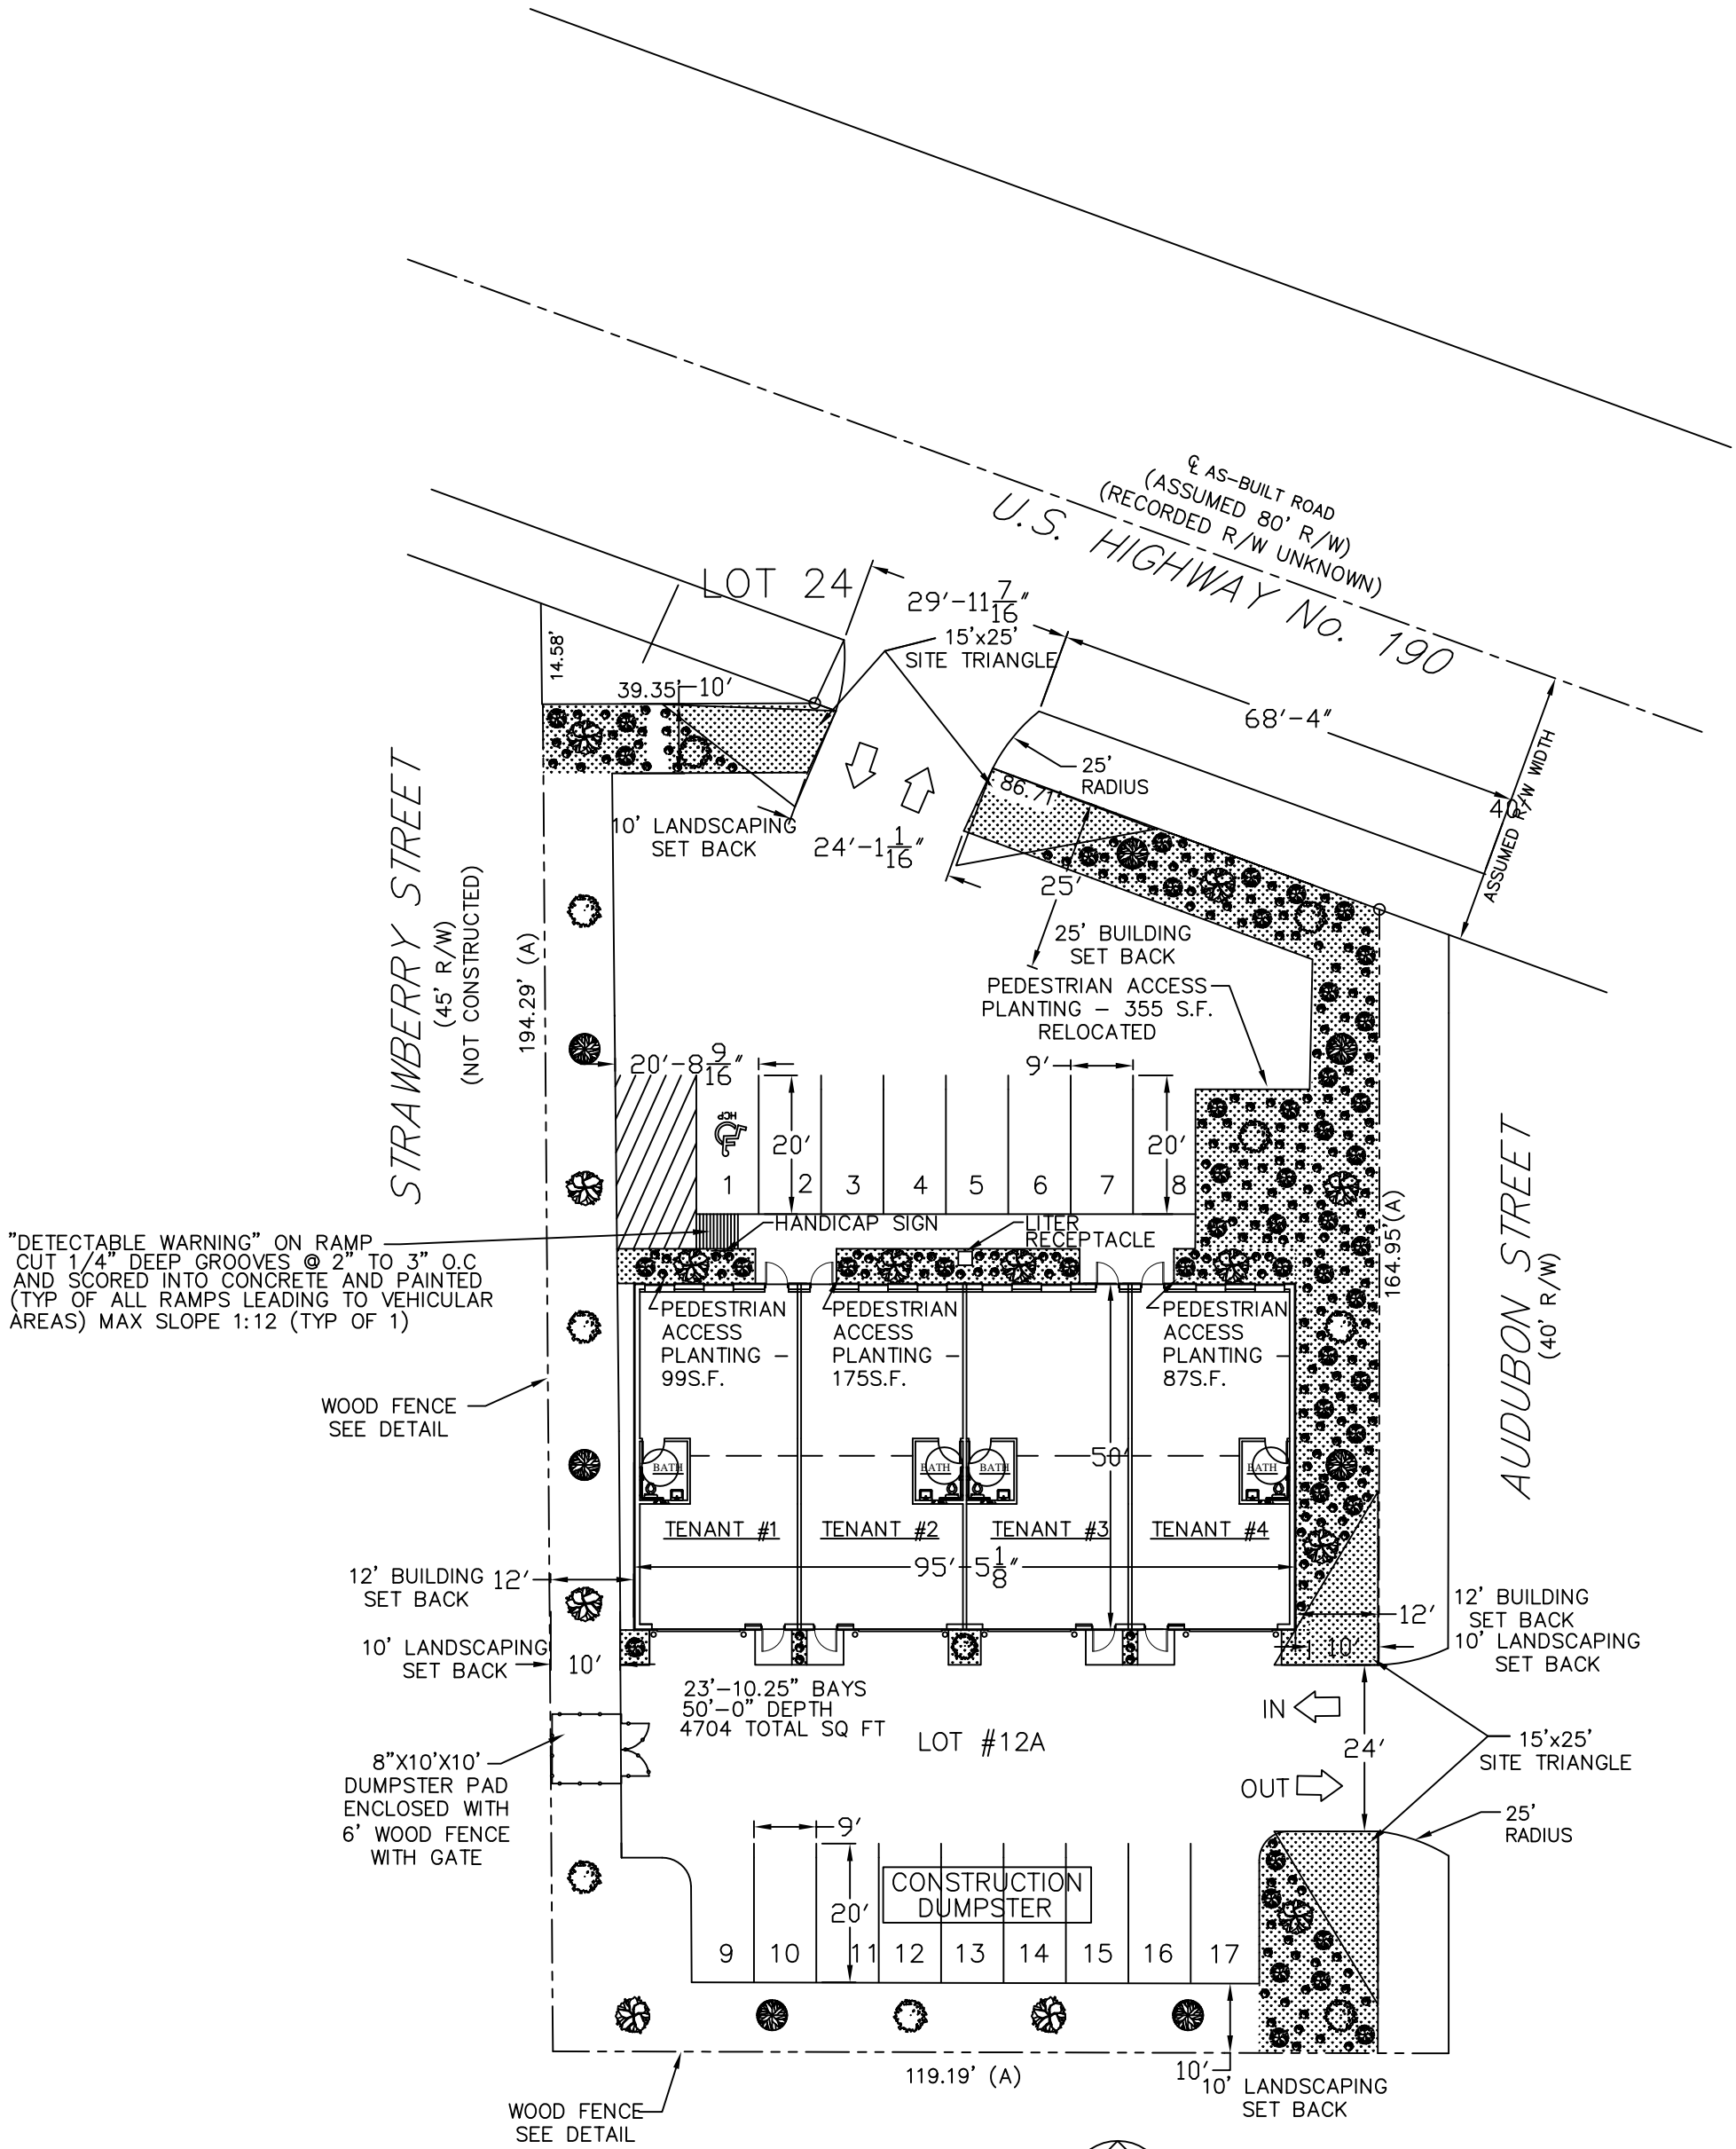 ℄ AS-BUILT ROAD
(ASSUMED 80' R/W)
(RECORDED R/W UNKNOWN)
U.S. HIGHWAY No. 190
LOT 24
29'-11 7/16"
15'x25'
SITE TRIANGLE
14.58'
39.35'
10'
68'-4"
40'
ASSUMED R/W WIDTH
25'
RADIUS
86.71'
10' LANDSCAPING
SET BACK
24'-1 1/16"
25'
25' BUILDING
SET BACK
STRAWBERRY STREET
(45' R/W)
(NOT CONSTRUCTED)
194.29' (A)
PEDESTRIAN ACCESS
PLANTING – 355 S.F.
RELOCATED
20'-8 9/16"
9'
HCP
20'
20'
1
2
3
4
5
6
7
8
HANDICAP SIGN
LITER
RECEPTACLE
"DETECTABLE WARNING" ON RAMP
CUT 1/4" DEEP GROOVES @ 2" TO 3" O.C
AND SCORED INTO CONCRETE AND PAINTED
(TYP OF ALL RAMPS LEADING TO VEHICULAR
AREAS) MAX SLOPE 1:12 (TYP OF 1)
164.95'(A)
AUDUBON STREET
(40' R/W)
PEDESTRIAN
ACCESS
PLANTING –
99S.F.
PEDESTRIAN
ACCESS
PLANTING –
175S.F.
PEDESTRIAN
ACCESS
PLANTING –
87S.F.
WOOD FENCE
SEE DETAIL
50'
BATH
BATH
BATH
BATH
TENANT #1
TENANT #2
TENANT #3
TENANT #4
95'-5 1/8"
12' BUILDING
SET BACK
12'
12'
12' BUILDING
SET BACK
10' LANDSCAPING
SET BACK
10'
10'
10' LANDSCAPING
SET BACK
23'-10.25" BAYS
50'-0" DEPTH
4704 TOTAL SQ FT
LOT #12A
IN
24'
OUT
15'x25'
SITE TRIANGLE
8"X10'X10'
DUMPSTER PAD
ENCLOSED WITH
6' WOOD FENCE
WITH GATE
25'
RADIUS
9'
20'
CONSTRUCTION
DUMPSTER
9
10
11
12
13
14
15
16
17
119.19' (A)
10'
10' LANDSCAPING
SET BACK
WOOD FENCE
SEE DETAIL